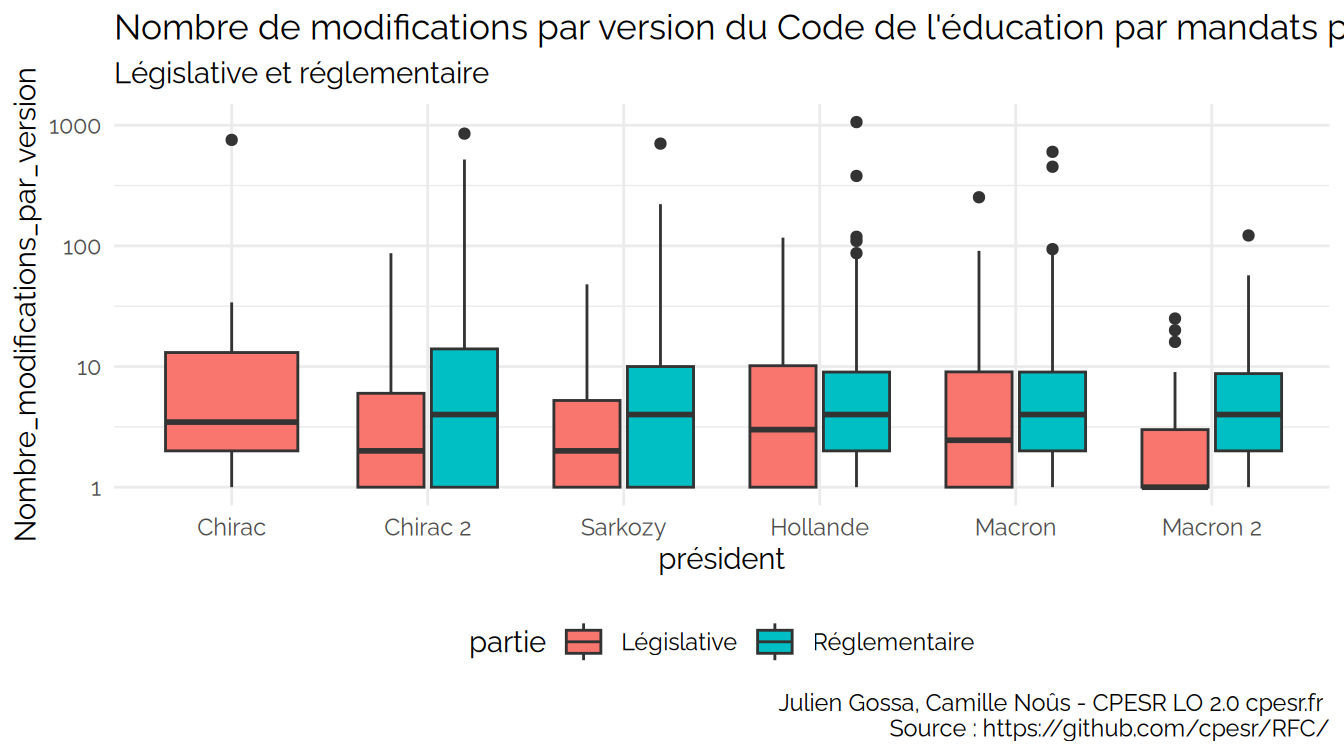 Nombre de modifications par version du Code de l'éducation par mandats p
Législative et réglementaire
Nombre_modifications_par_version
1000
100
10
1
Chirac
Chirac 2
Sarkozy
Hollande
Macron
Macron 2
président
partie
Législative
Réglementaire
Julien Gossa, Camille Noûs - CPESR LO 2.0 cpesr.fr
Source : https://github.com/cpesr/RFC/